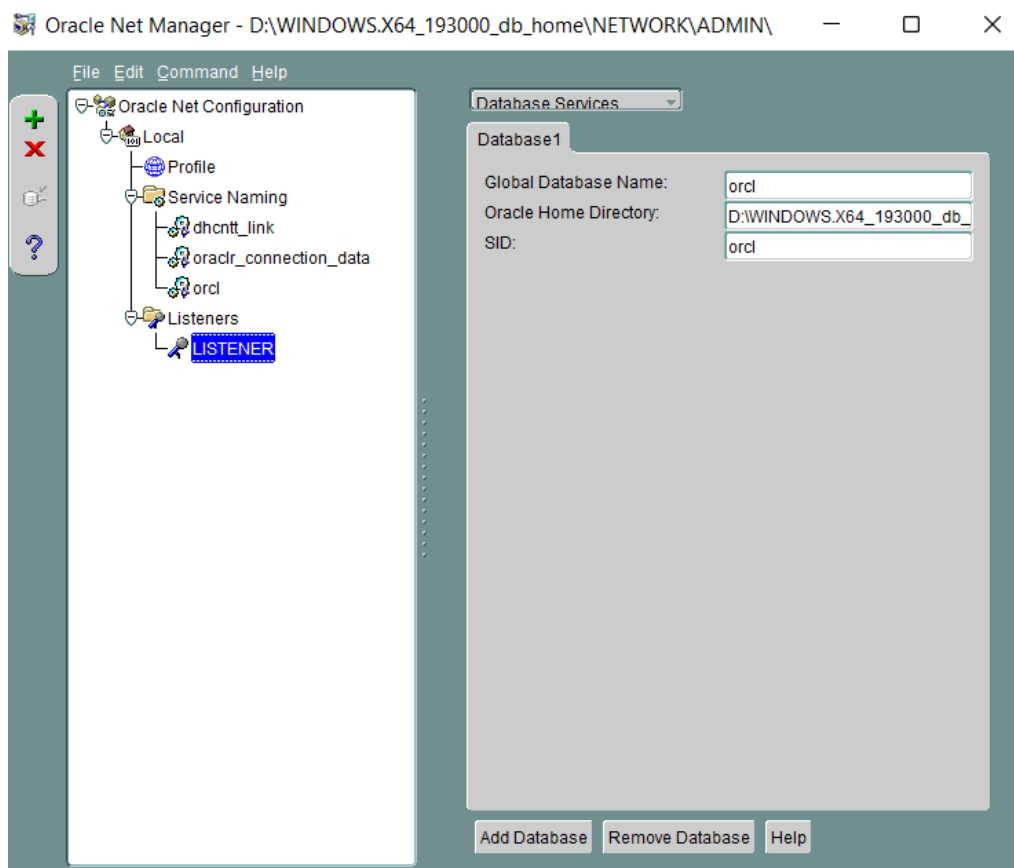 Oracle Net Manager - D:\WINDOWS.X64_193000_db_home\NETWORK\ADMIN\
File Edit Command Help
Oracle Net Configuration
Local
Profile
Service Naming
dhcntt_link
oraclr_connection_data
orcl
Listeners
LISTENER
Database Services
Database1
Global Database Name: orcl
Oracle Home Directory: D:\WINDOWS.X64_193000_db_
SID: orcl
Add Database Remove Database Help